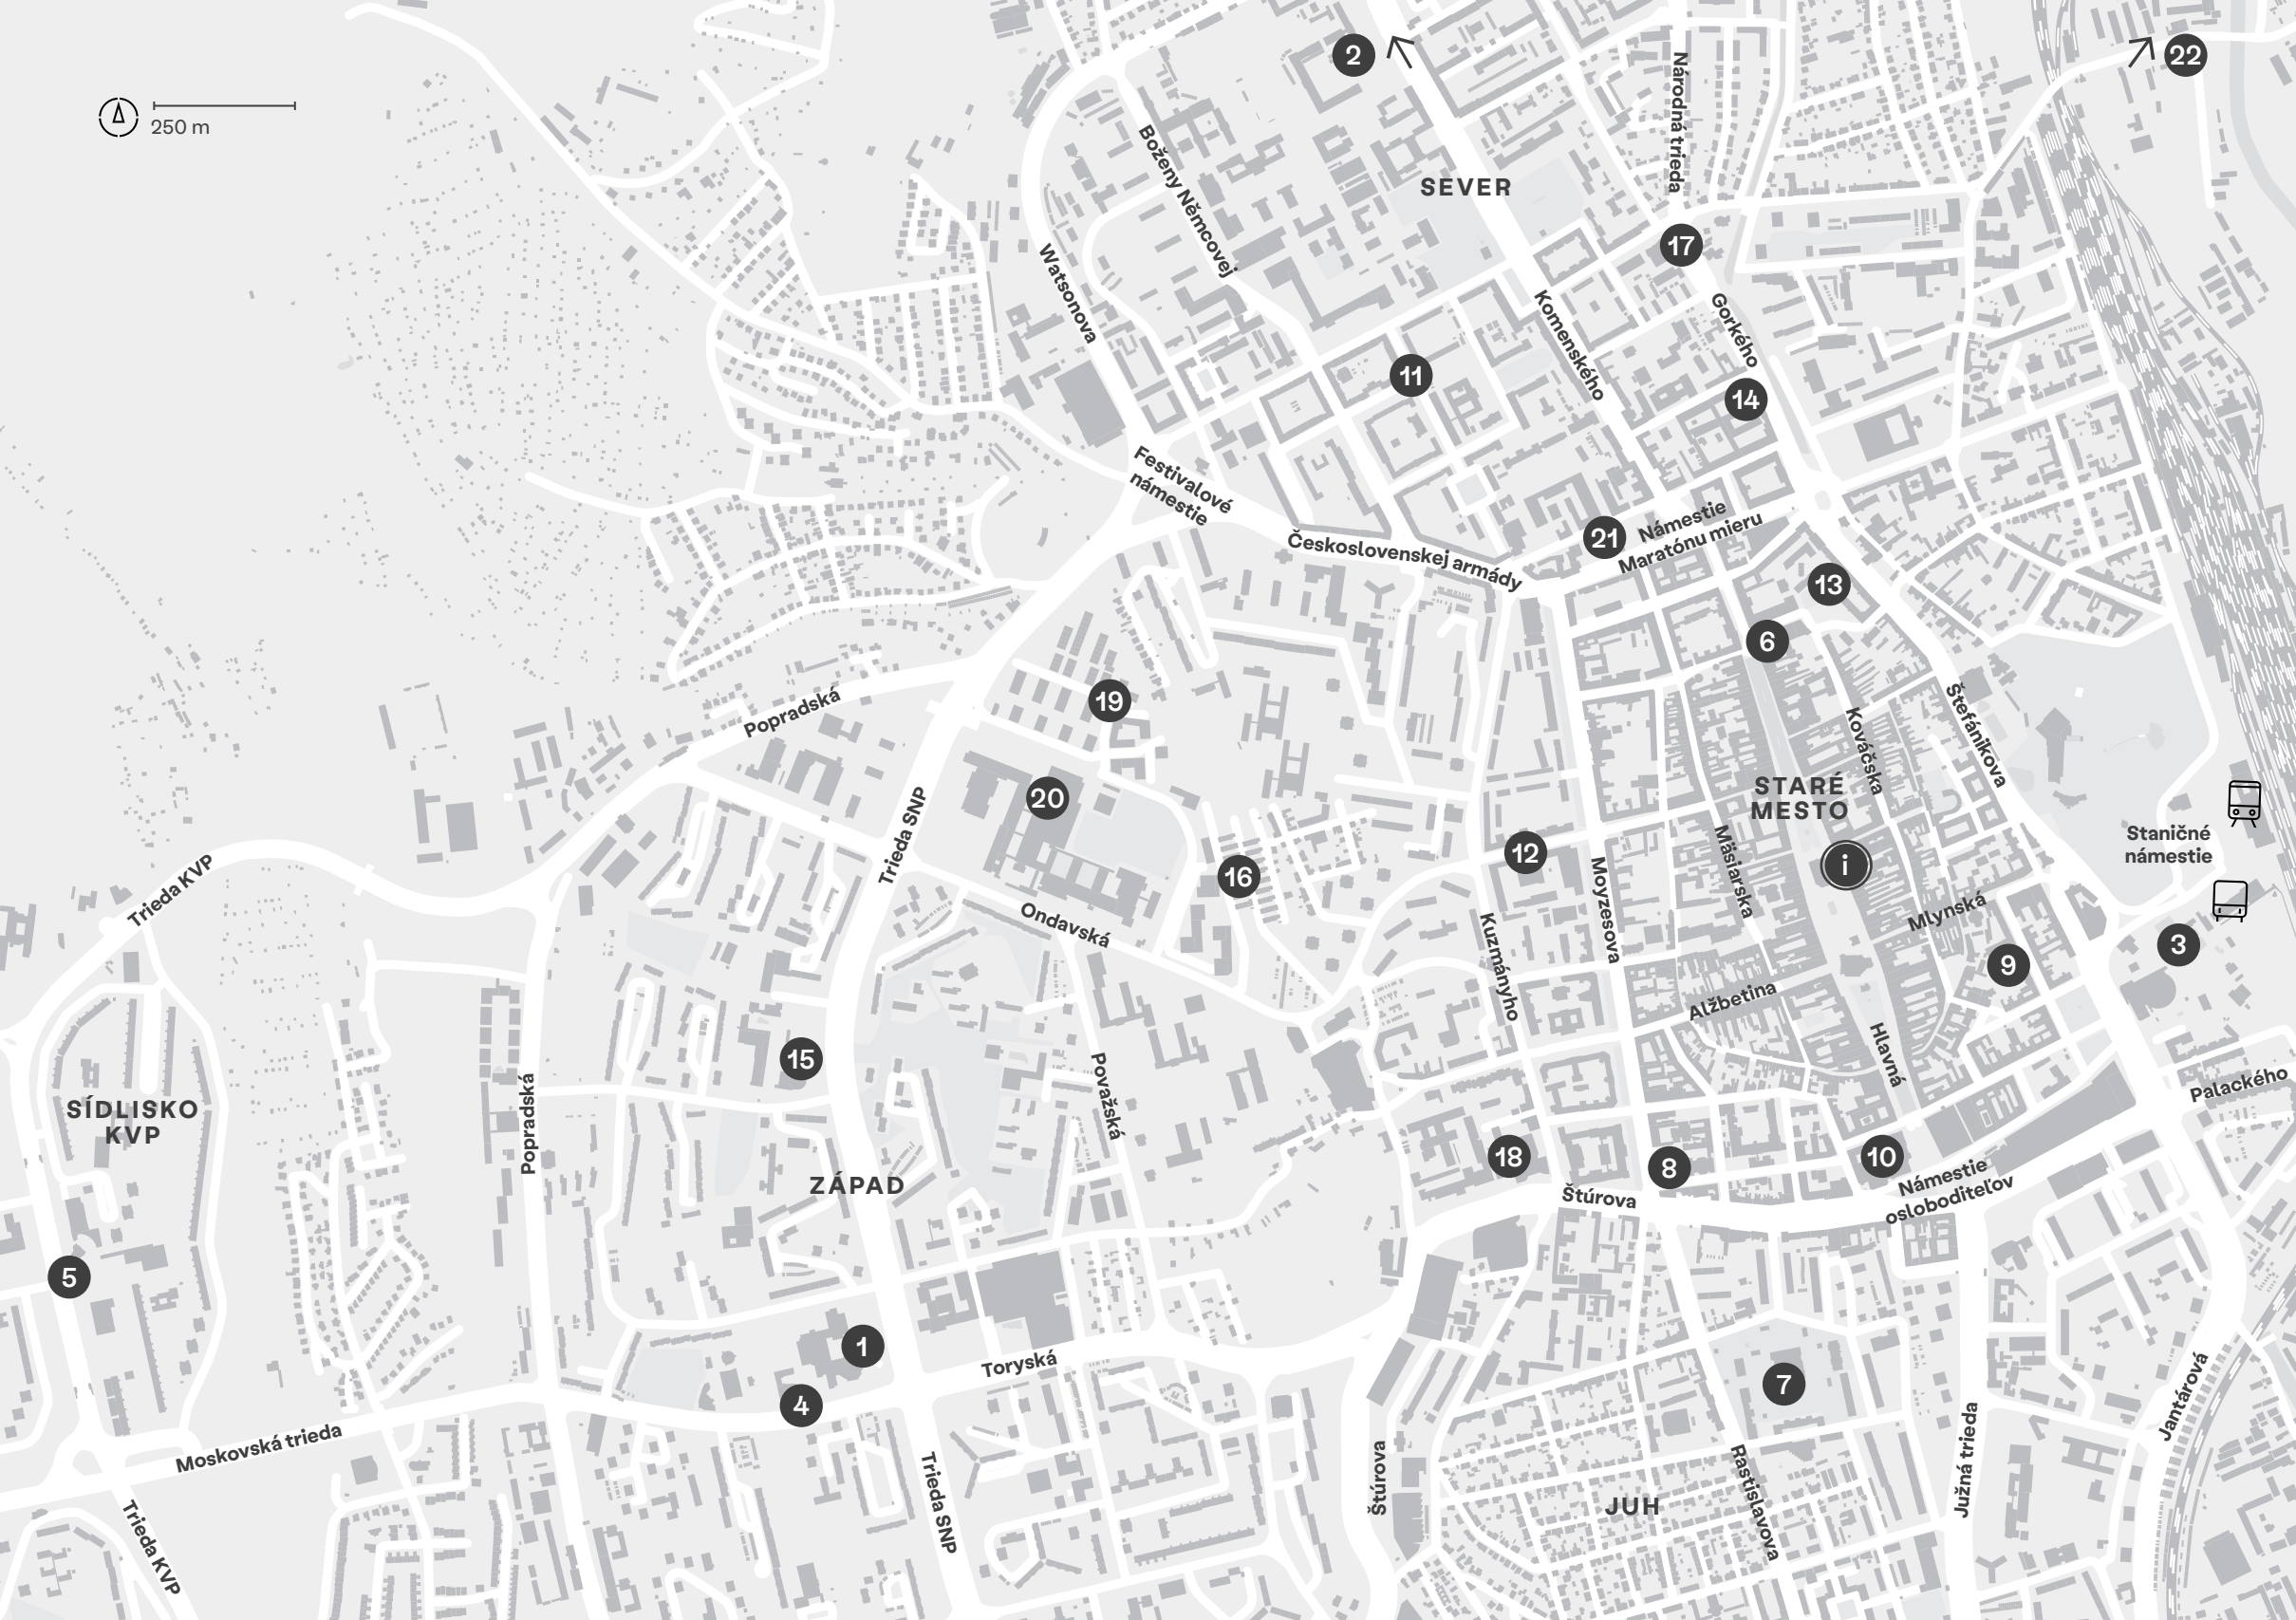 2
22
250 m
Národná trieda
Boženy Němcovej
SEVER
17
Watsonova
Komenského
Gorkého
11
14
Festivalové
námestie
Československej armády
21
Námestie
Maratónu mieru
13
6
19
Popradská
Kováčska
Štefánikova
STARÉ
MESTO
20
Trieda SNP
Staničné
námestie
12
Mäsiarska
i
16
Trieda KVP
Moyzesova
Mlynská
Ondavská
Kuzmányho
9
3
Alžbetina
15
Hlavná
Považská
Popradská
Palackého
SÍDLISKO
KVP
18
8
10
ZÁPAD
Štúrova
Námestie
osloboditeľov
5
1
Toryská
7
4
Jantárová
Moskovská trieda
Trieda SNP
Štúrova
JUH
Rastislavova
Južná trieda
Trieda KVP